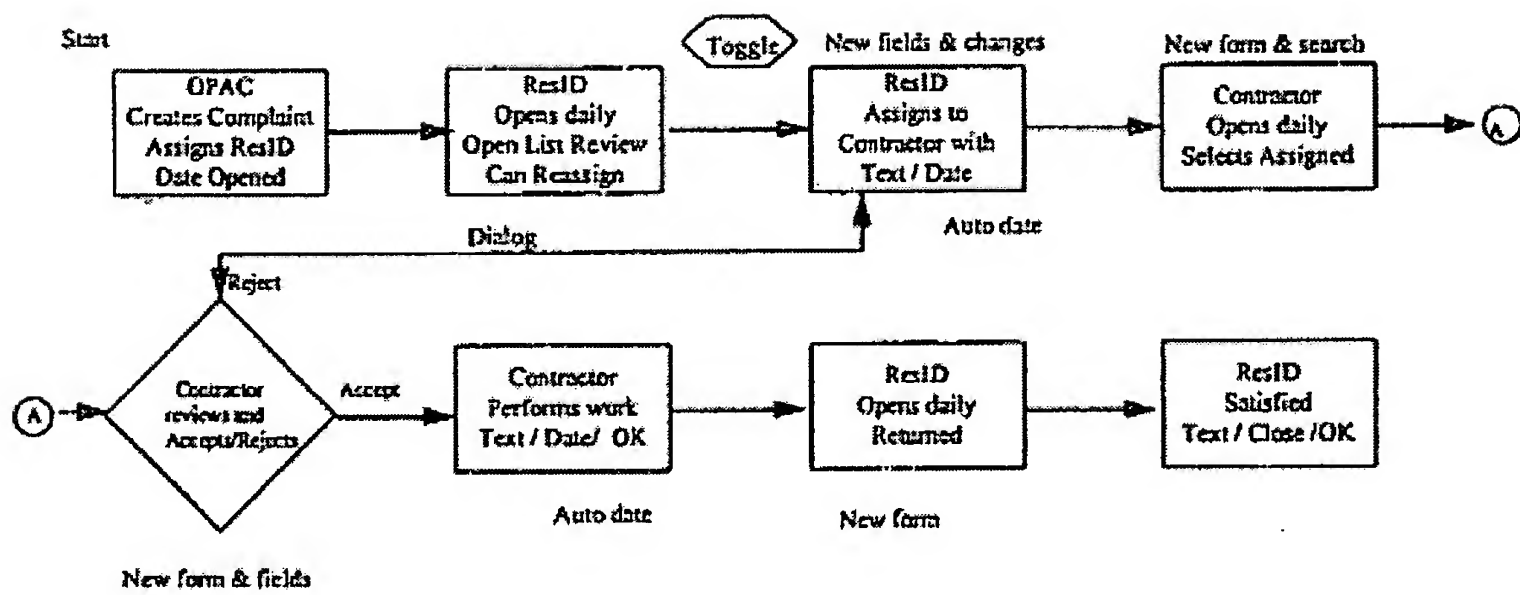 Start
Toggle
New fields & changes
New form & search
OPAC
Creates Complaint
Assigns ResID
Date Opened
ResID
Opens daily
Open List Review
Can Reassign
ResID
Assigns to
Contractor with
Text / Date
Contractor
Opens daily
Selects Assigned
A
Dialog
Auto date
Reject
A
Contractor
reviews and
Accepts/Rejects
Accept
Contractor
Performs work
Text / Date/ OK
ResID
Opens daily
Returned
ResID
Satisfied
Text / Close /OK
Auto date
New form
New form & fields